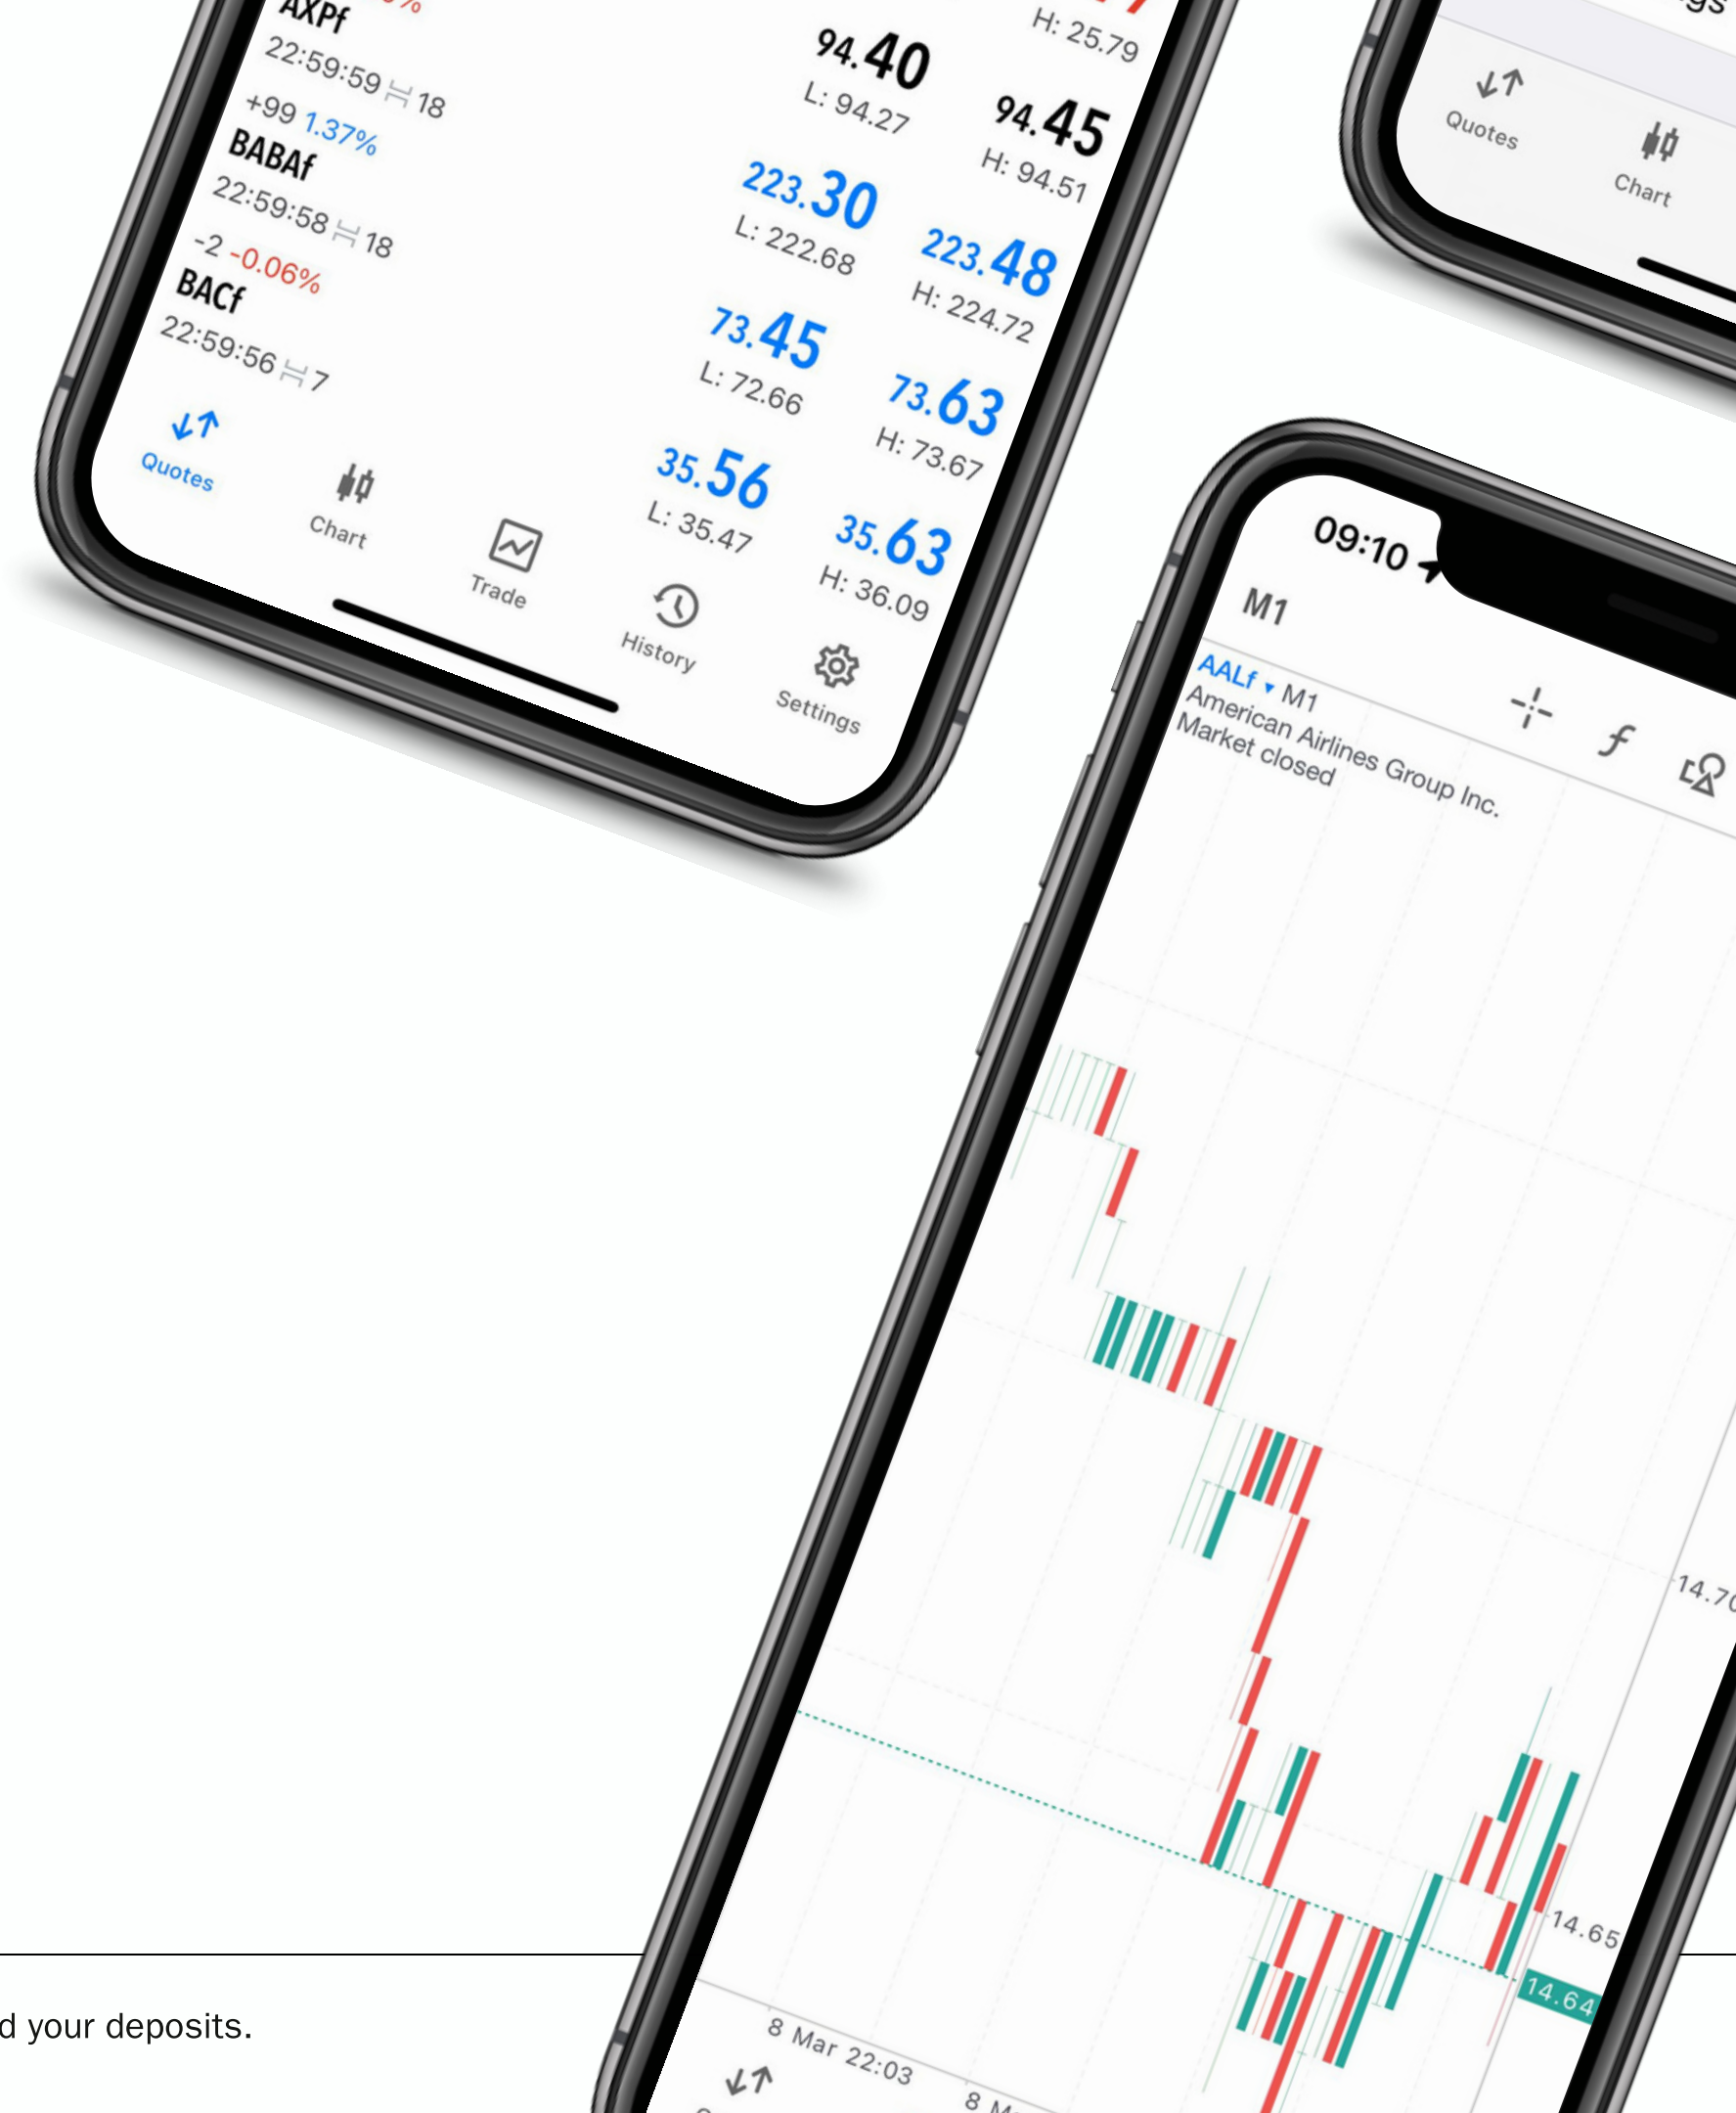 AXPf
22:59:59 18
H: 25.79
+99 1.37%
BABAf
22:59:58 18
94.40
94.45
L: 94.27
H: 94.51
-2 -0.06%
BACf
22:59:56 7
223.30
223.48
L: 222.68
H: 224.72
73.45
73.63
L: 72.66
H: 73.67
35.56
35.63
L: 35.47
H: 36.09
Quotes
Chart
Trade
History
Settings
Quotes
Chart
09:10
M1
AALf ▾ M1
American Airlines Group Inc.
Market closed
14.70
14.65
14.64
8 Mar 22:03
your deposits.